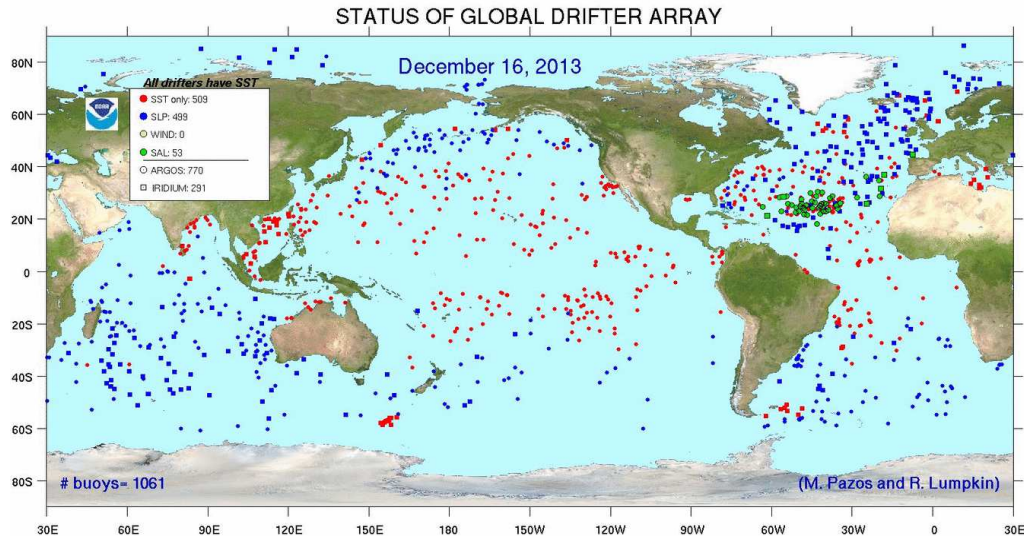 STATUS OF GLOBAL DRIFTER ARRAY
December 16, 2013
All drifters have SST
SST only: 509
SLP: 499
WIND: 0
SAL: 53
ARGOS: 770
IRIDIUM: 291
NOAA
80N
60N
40N
20N
0
20S
40S
60S
80S
# buoys= 1061
(M. Pazos and R. Lumpkin)
30E 60E 90E 120E 150E 180 150W 120W 90W 60W 30W 0 30E